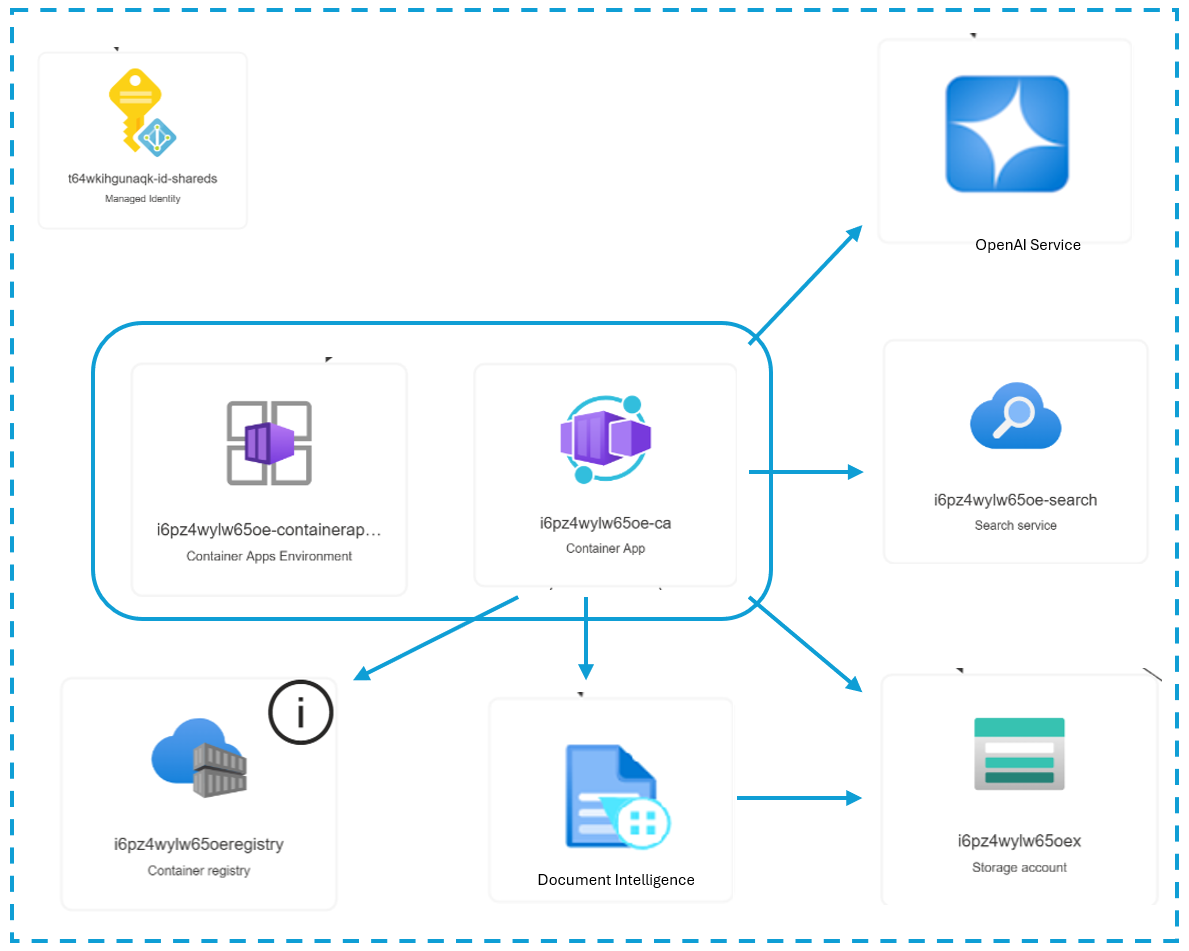 t64wkihgunaqk-id-shareds
Managed Identity
OpenAI Service
i6pz4wylw65oe-containerap...
Container Apps Environment
i6pz4wylw65oe-ca
Container App
i6pz4wylw65oe-search
Search service
i
i6pz4wylw65oeregistry
Container registry
Document Intelligence
i6pz4wylw65oex
Storage account